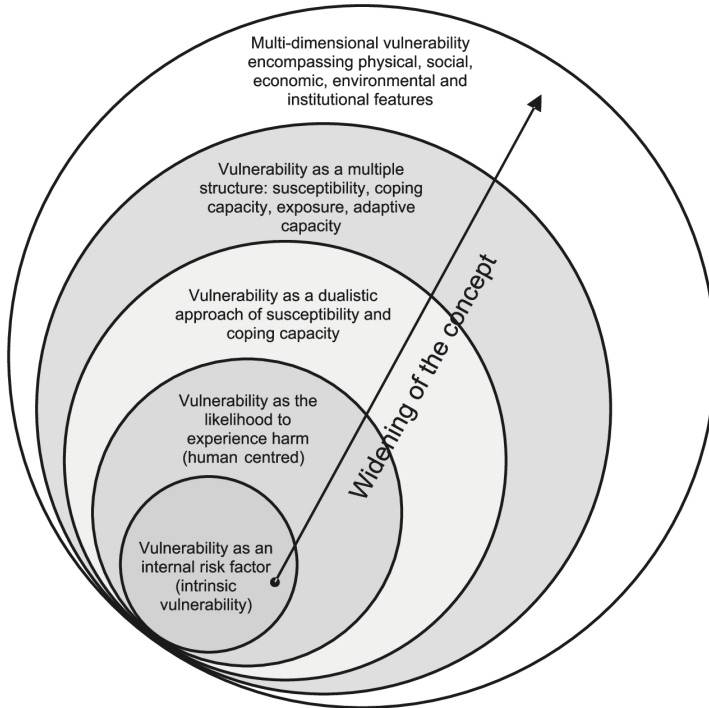 Multi-dimensional vulnerability
encompassing physical, social,
economic, environmental and
institutional features
Vulnerability as a multiple
structure: susceptibility, coping
capacity, exposure, adaptive
capacity
Vulnerability as a dualistic
approach of susceptibility and
coping capacity
Vulnerability as the
likelihood to
experience harm
(human centred)
Vulnerability as an
internal risk factor
(intrinsic
vulnerability)
Widening of the concept